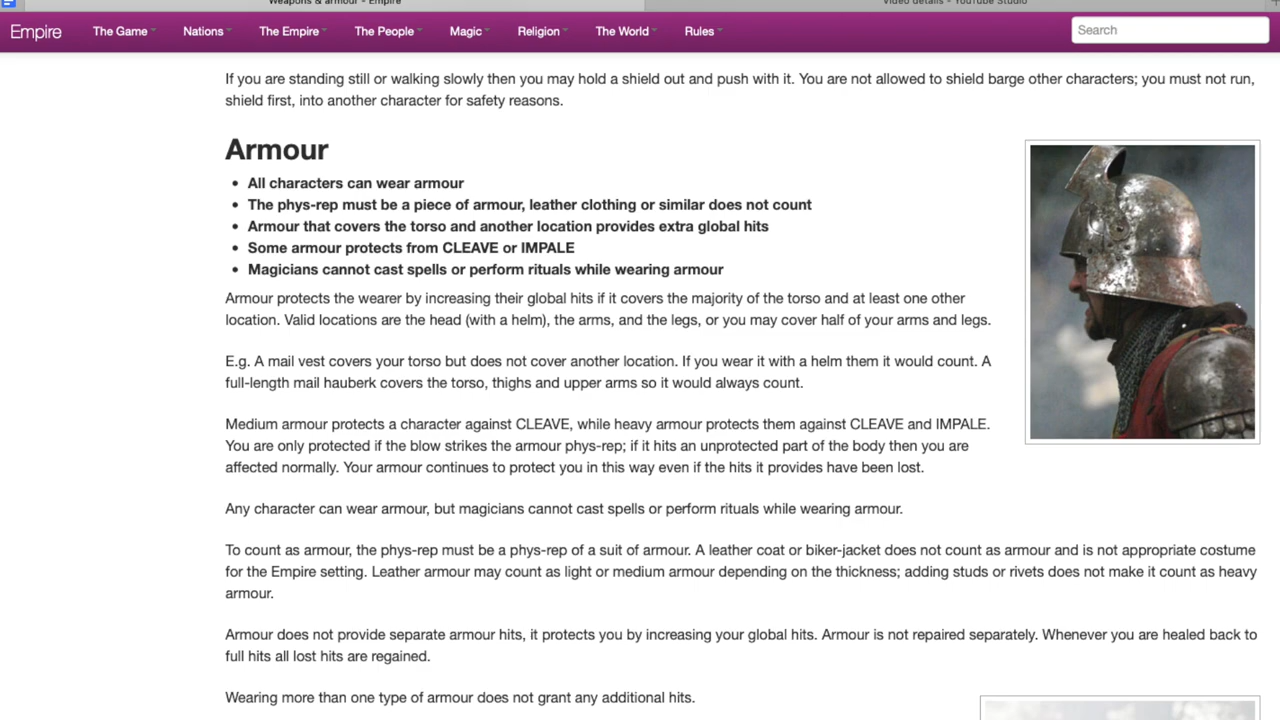 Weapons & armour - Empire
Video details - YouTube Studio
Empire
The Game
Nations
The Empire
The People
Magic
Religion
The World
Rules
Search
If you are standing still or walking slowly then you may hold a shield out and push with it. You are not allowed to shield barge other characters; you must not run,
shield first, into another character for safety reasons.
Armour
• All characters can wear armour
• The phys-rep must be a piece of armour, leather clothing or similar does not count
• Armour that covers the torso and another location provides extra global hits
• Some armour protects from CLEAVE or IMPALE
• Magicians cannot cast spells or perform rituals while wearing armour
Armour protects the wearer by increasing their global hits if it covers the majority of the torso and at least one other
location. Valid locations are the head (with a helm), the arms, and the legs, or you may cover half of your arms and legs.
E.g. A mail vest covers your torso but does not cover another location. If you wear it with a helm them it would count. A
full-length mail hauberk covers the torso, thighs and upper arms so it would always count.
Medium armour protects a character against CLEAVE, while heavy armour protects them against CLEAVE and IMPALE.
You are only protected if the blow strikes the armour phys-rep; if it hits an unprotected part of the body then you are
affected normally. Your armour continues to protect you in this way even if the hits it provides have been lost.
Any character can wear armour, but magicians cannot cast spells or perform rituals while wearing armour.
To count as armour, the phys-rep must be a phys-rep of a suit of armour. A leather coat or biker-jacket does not count as armour and is not appropriate costume
for the Empire setting. Leather armour may count as light or medium armour depending on the thickness; adding studs or rivets does not make it count as heavy
armour.
Armour does not provide separate armour hits, it protects you by increasing your global hits. Armour is not repaired separately. Whenever you are healed back to
full hits all lost hits are regained.
Wearing more than one type of armour does not grant any additional hits.